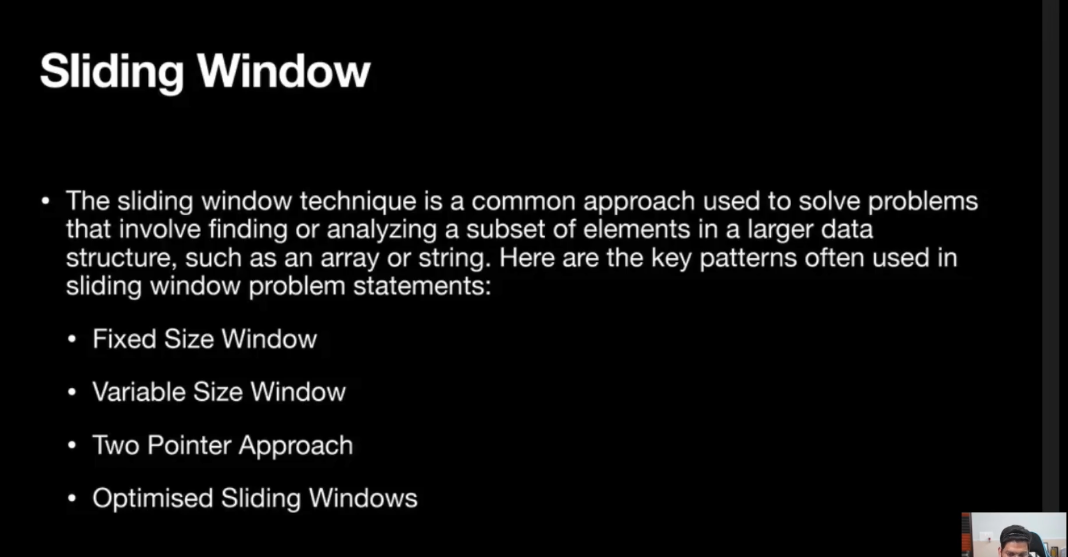 Sliding Window
• The sliding window technique is a common approach used to solve problems
that involve finding or analyzing a subset of elements in a larger data
structure, such as an array or string. Here are the key patterns often used in
sliding window problem statements:
• Fixed Size Window
• Variable Size Window
• Two Pointer Approach
• Optimised Sliding Windows